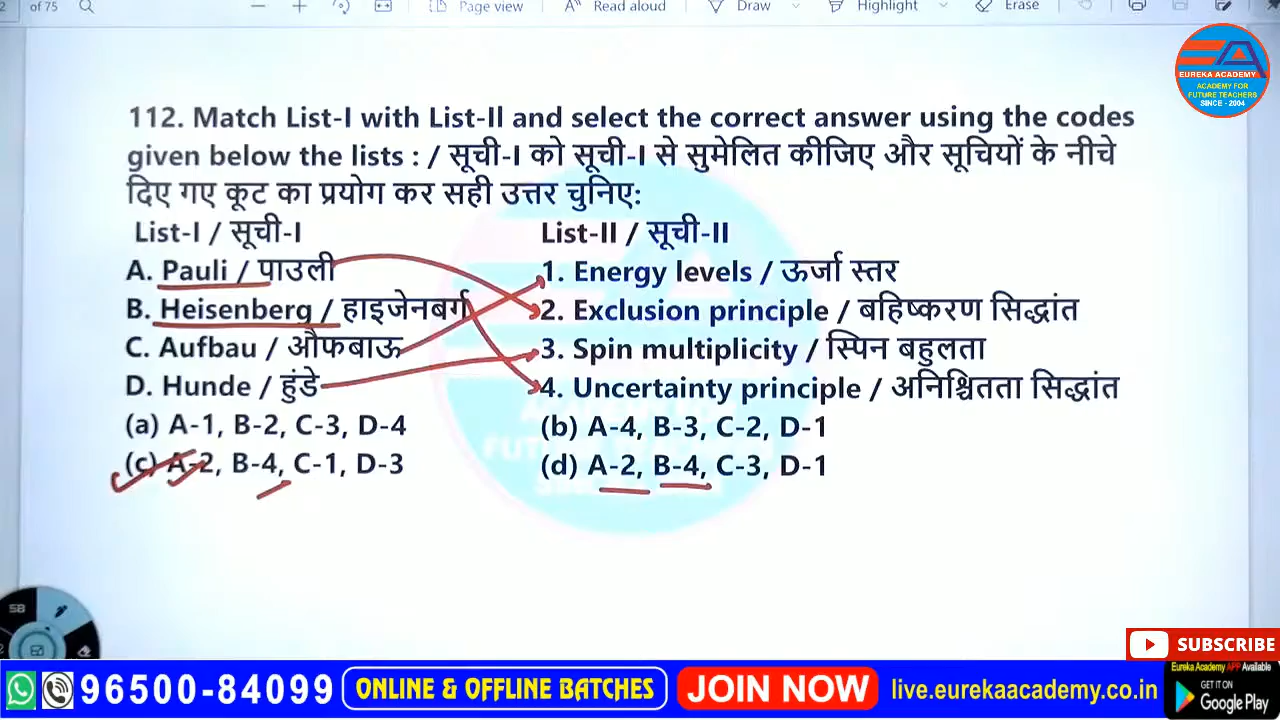 2 of 75 Page view Read aloud Draw Highlight Erase
EUREKA ACADEMY
ACADEMY FOR
FUTURE TEACHERS
SINCE - 2004
112. Match List-I with List-II and select the correct answer using the codes
given below the lists : / सूची-I को सूची-I से सुमेलित कीजिए और सूचियों के नीचे
दिए गए कूट का प्रयोग कर सही उत्तर चुनिए:
List-I / सूची-I List-II / सूची-II
A. Pauli / पाउली 1. Energy levels / ऊर्जा स्तर
B. Heisenberg / हाइजेनबर्ग 2. Exclusion principle / बहिष्करण सिद्धांत
C. Aufbau / औफबाऊ 3. Spin multiplicity / स्पिन बहुलता
D. Hunde / हुंडे 4. Uncertainty principle / अनिश्चितता सिद्धांत
(a) A-1, B-2, C-3, D-4 (b) A-4, B-3, C-2, D-1
(c) A-2, B-4, C-1, D-3 (d) A-2, B-4, C-3, D-1
58
SUBSCRIBE
96500-84099 ONLINE & OFFLINE BATCHES JOIN NOW live.eurekaacademy.co.in
Eureka Academy APP Available
GET IT ON
Google Play